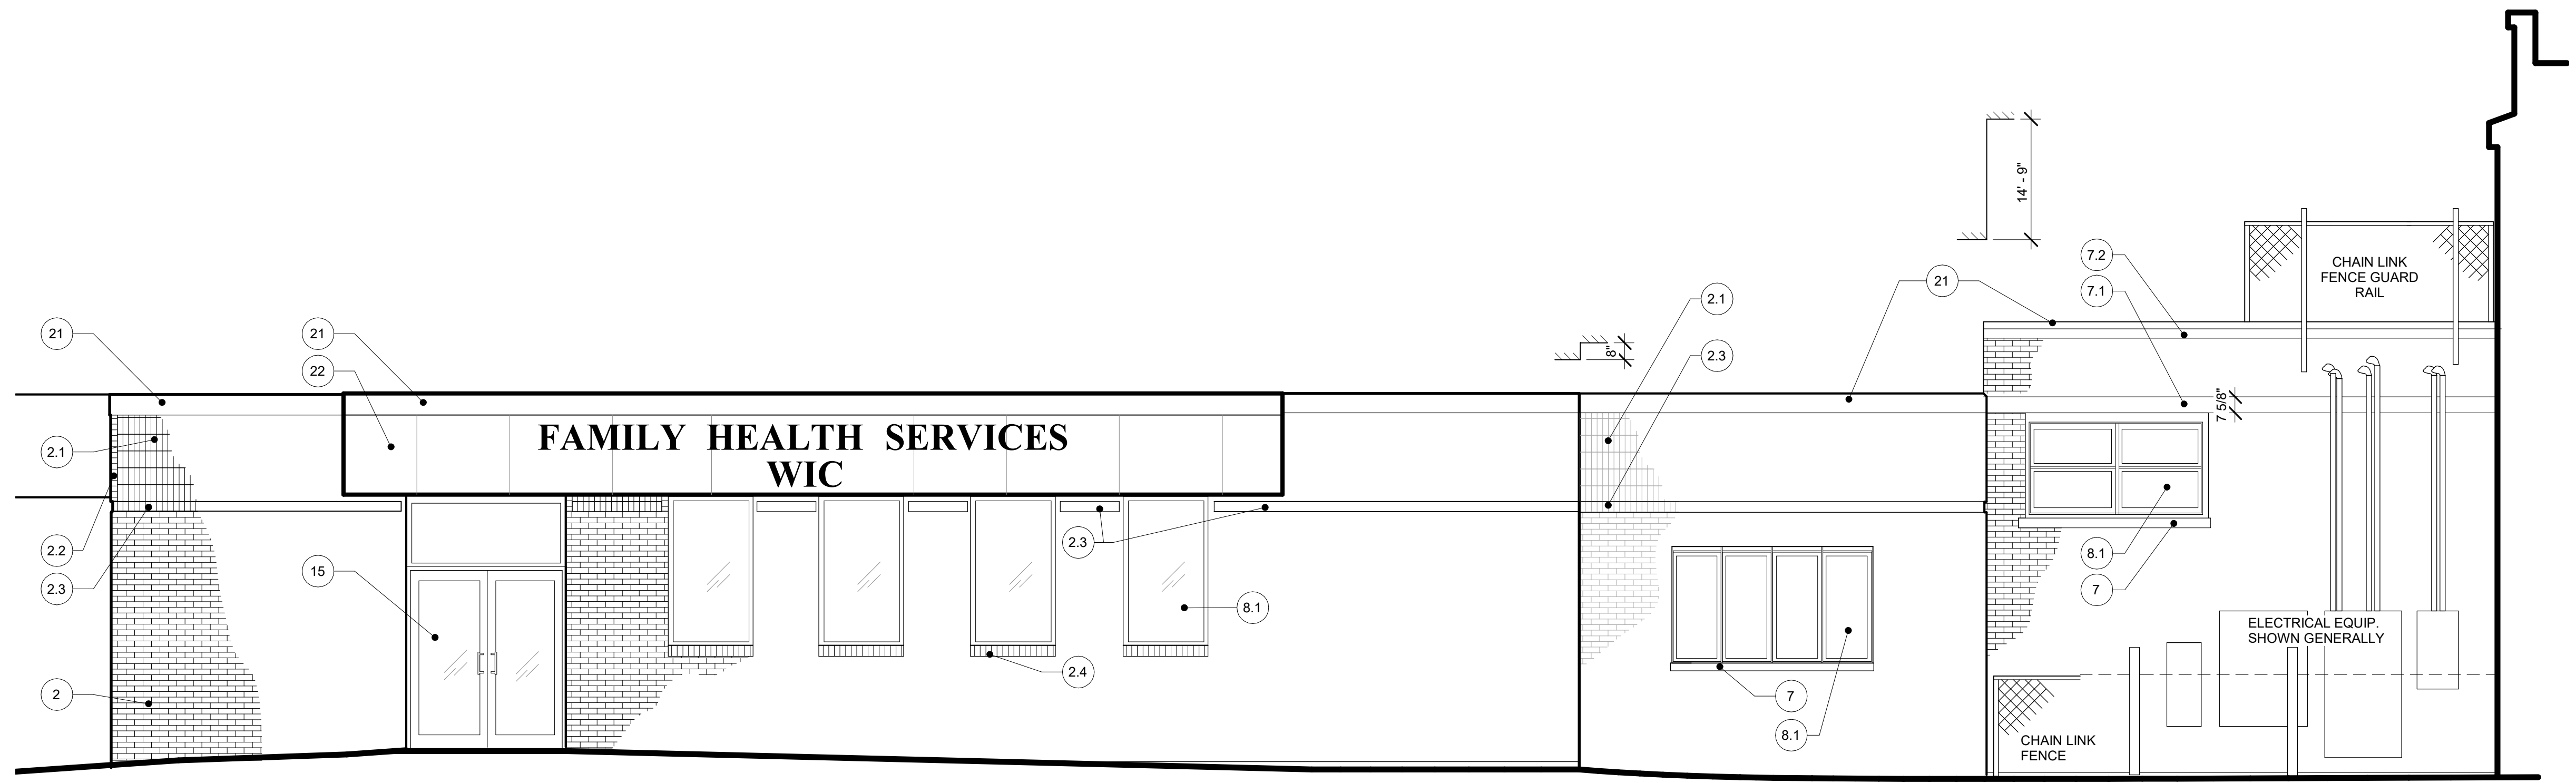 14' - 9"
7.2
CHAIN LINK
FENCE GUARD
RAIL
21
7.1
2.1
21
21
8"
2.3
22
7 5/8"
FAMILY HEALTH SERVICES
WIC
2.1
2.2
2.3
2.3
15
8.1
8.1
7
ELECTRICAL EQUIP.
SHOWN GENERALLY
2.4
2
7
8.1
CHAIN LINK
FENCE